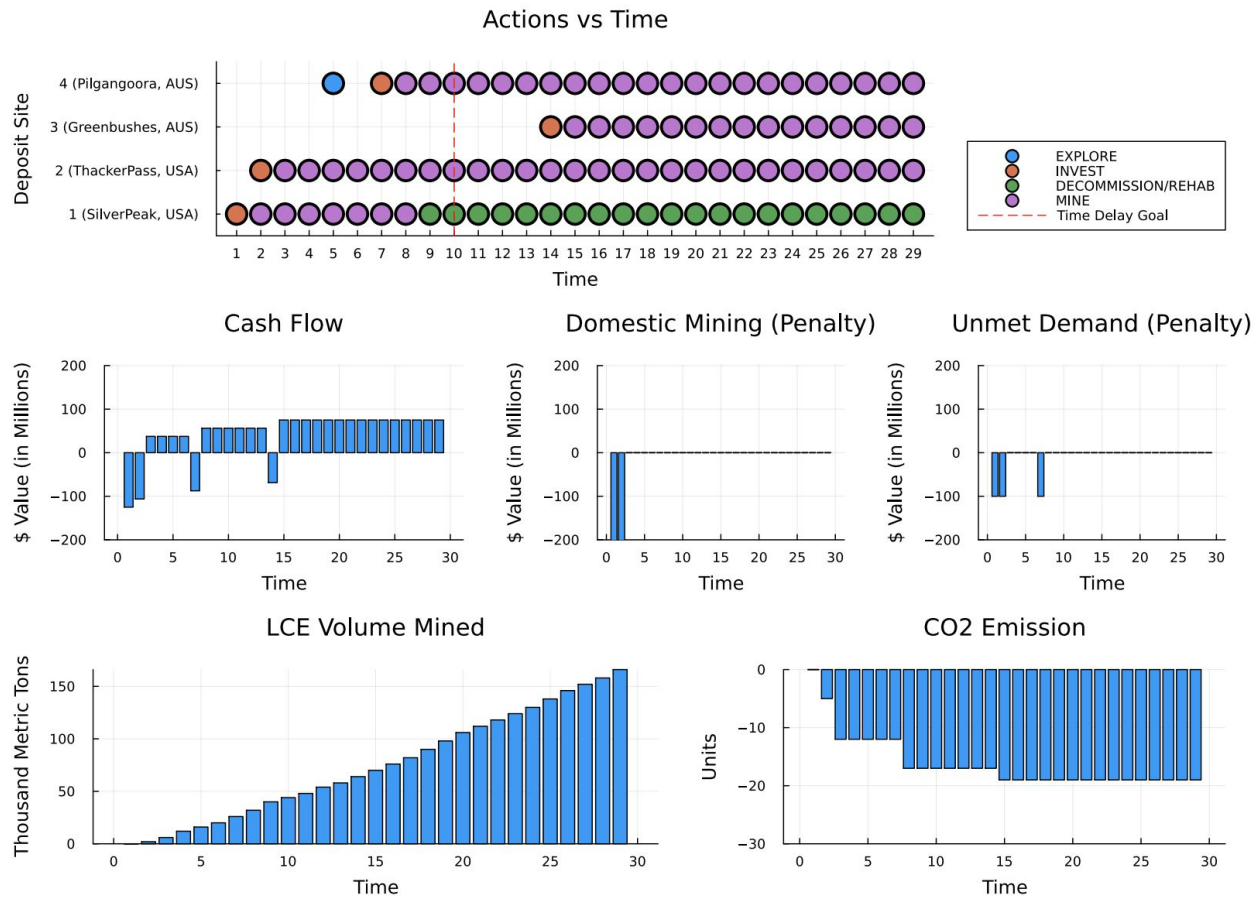 Actions vs Time
Deposit Site
4 (Pilgangoora, AUS)
3 (Greenbushes, AUS)
2 (ThackerPass, USA)
1 (SilverPeak, USA)
1 2 3 4 5 6 7 8 9 10 11 12 13 14 15 16 17 18 19 20 21 22 23 24 25 26 27 28 29
Time
EXPLORE
INVEST
DECOMMISSION/REHAB
MINE
Time Delay Goal
Cash Flow
$ Value (in Millions)
200
100
0
−100
−200
0 5 10 15 20 25 30
Time
Domestic Mining (Penalty)
$ Value (in Millions)
200
100
0
−100
−200
0 5 10 15 20 25 30
Time
Unmet Demand (Penalty)
$ Value (in Millions)
200
100
0
−100
−200
0 5 10 15 20 25 30
Time
LCE Volume Mined
Thousand Metric Tons
150
100
50
0
0 5 10 15 20 25 30
Time
CO2 Emission
Units
0
−10
−20
−30
0 5 10 15 20 25 30
Time